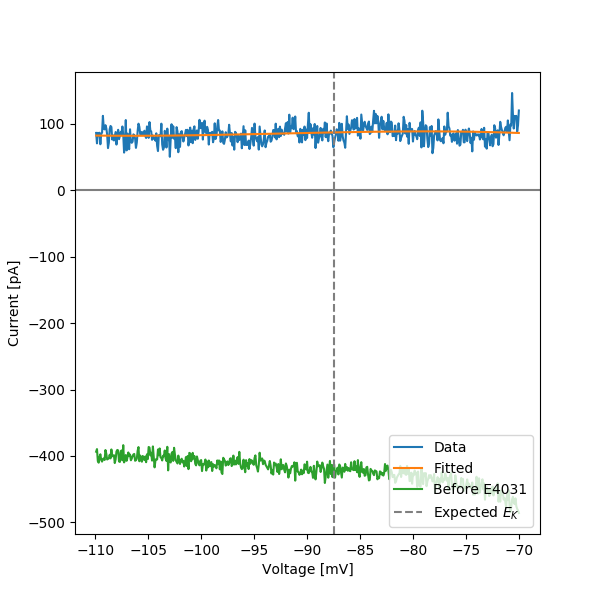 100
0
−100
−200
−300
−400
−500
Current [pA]
Data
Fitted
Before E4031
Expected E_K
−110
−105
−100
−95
−90
−85
−80
−75
−70
Voltage [mV]